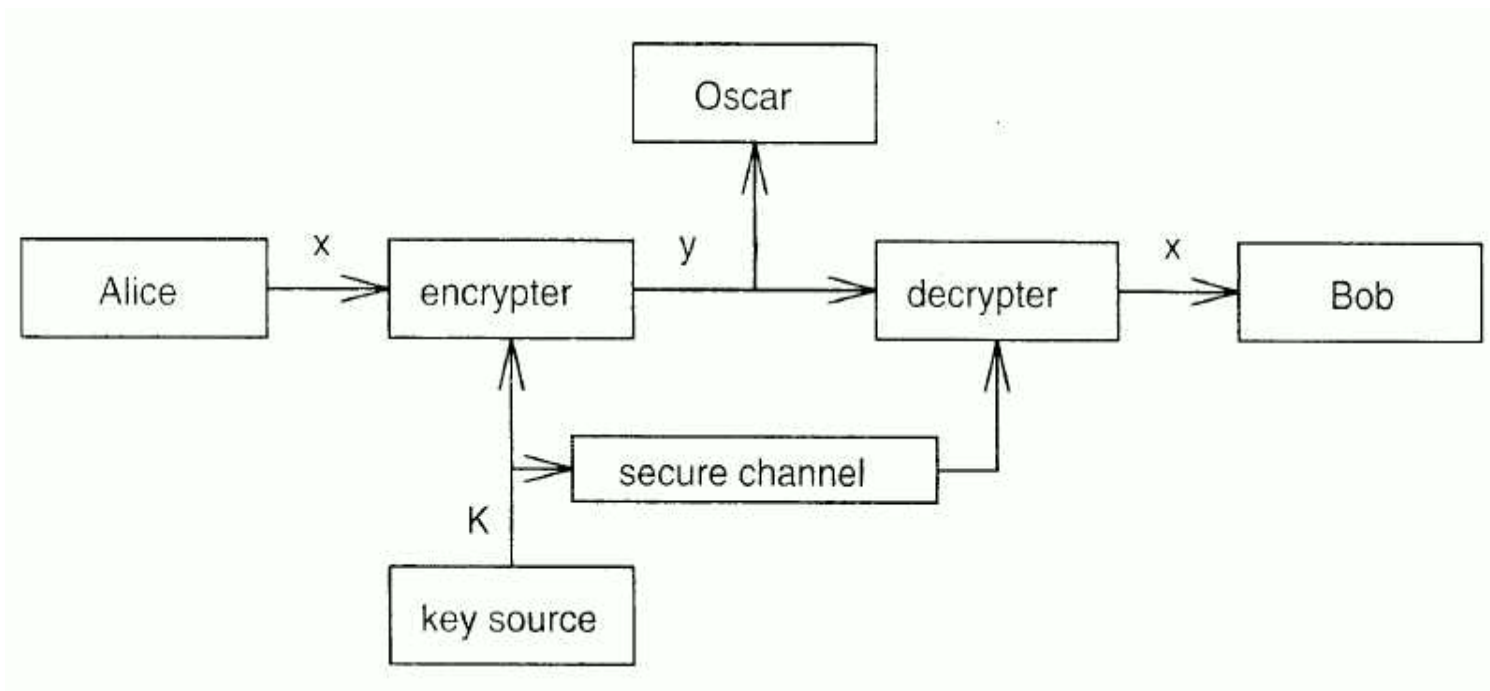 Oscar
x
y
x
Alice
encrypter
decrypter
Bob
secure channel
K
key source